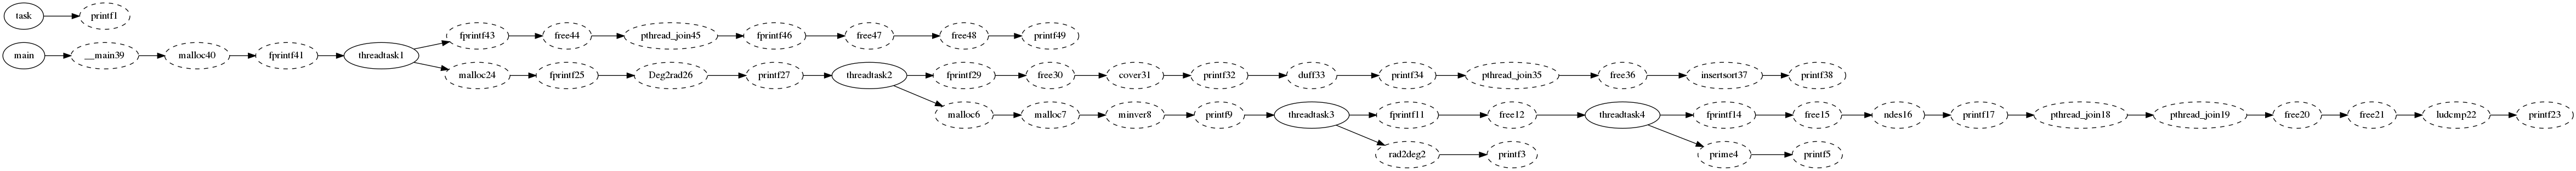 task printf1
fprintf43 free44 pthread_join45 fprintf46 free47 free48 printf49
main __main39 malloc40 fprintf41 threadtask1
malloc24 fprintf25 Deg2rad26 printf27 threadtask2 fprintf29 free30 cover31 printf32 duff33 printf34 pthread_join35 free36 insertsort37 printf38
malloc6 malloc7 minver8 printf9 threadtask3 fprintf11 free12 threadtask4 fprintf14 free15 ndes16 printf17 pthread_join18 pthread_join19 free20 free21 ludcmp22 printf23
rad2deg2 printf3 prime4 printf5